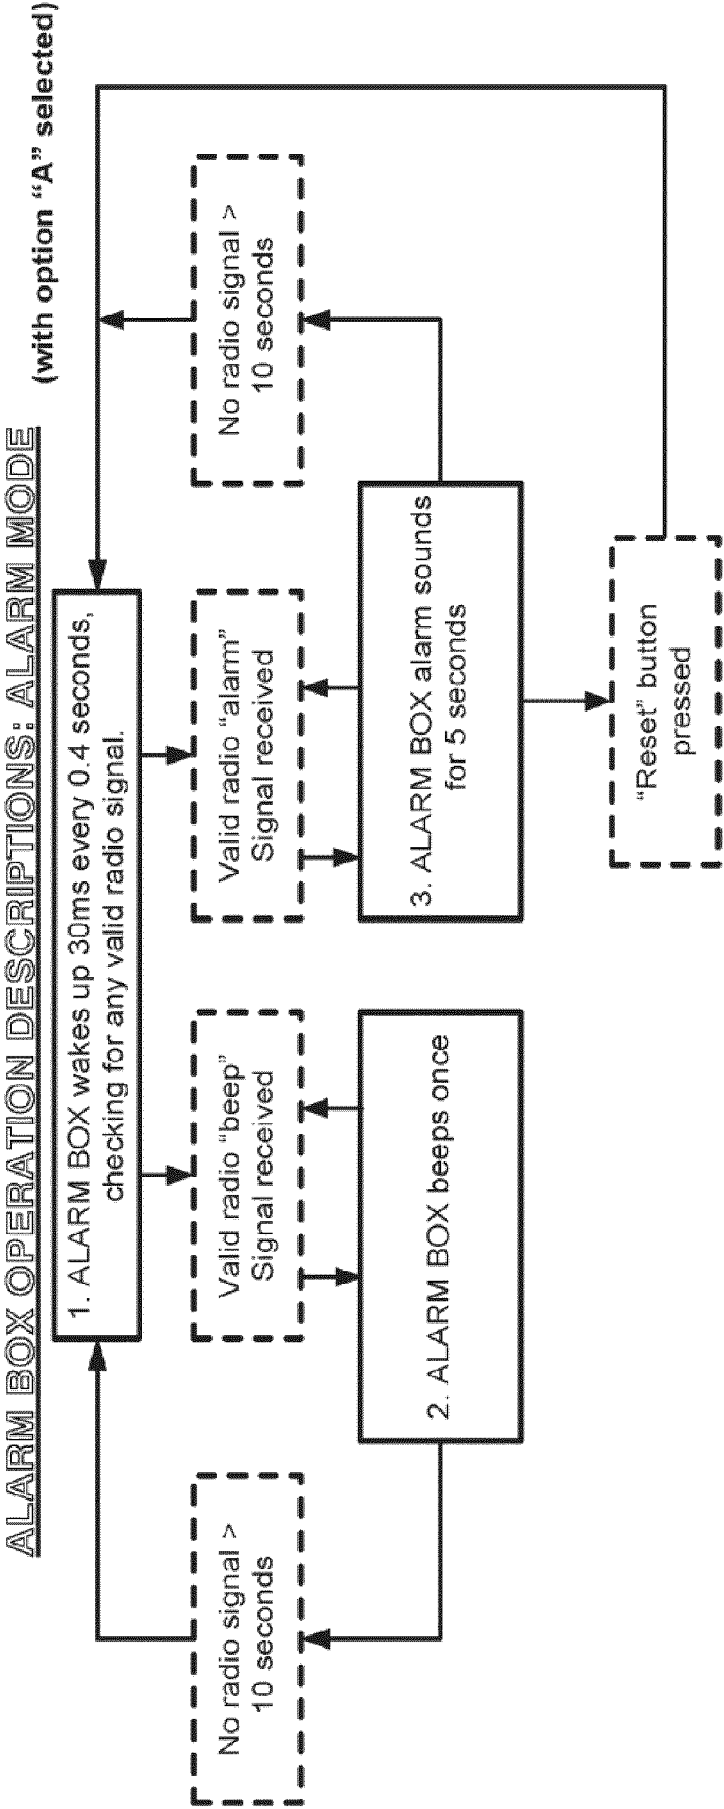 ALARM BOX OPERATION DESCRIPTIONS: ALARM MODE
(with option “A” selected)
1. ALARM BOX wakes up 30ms every 0.4 seconds,
checking for any valid radio signal.
No radio signal >
10 seconds
Valid radio “beep”
Signal received
Valid radio “alarm”
Signal received
No radio signal >
10 seconds
2. ALARM BOX beeps once
3. ALARM BOX alarm sounds
for 5 seconds
“Reset” button
pressed